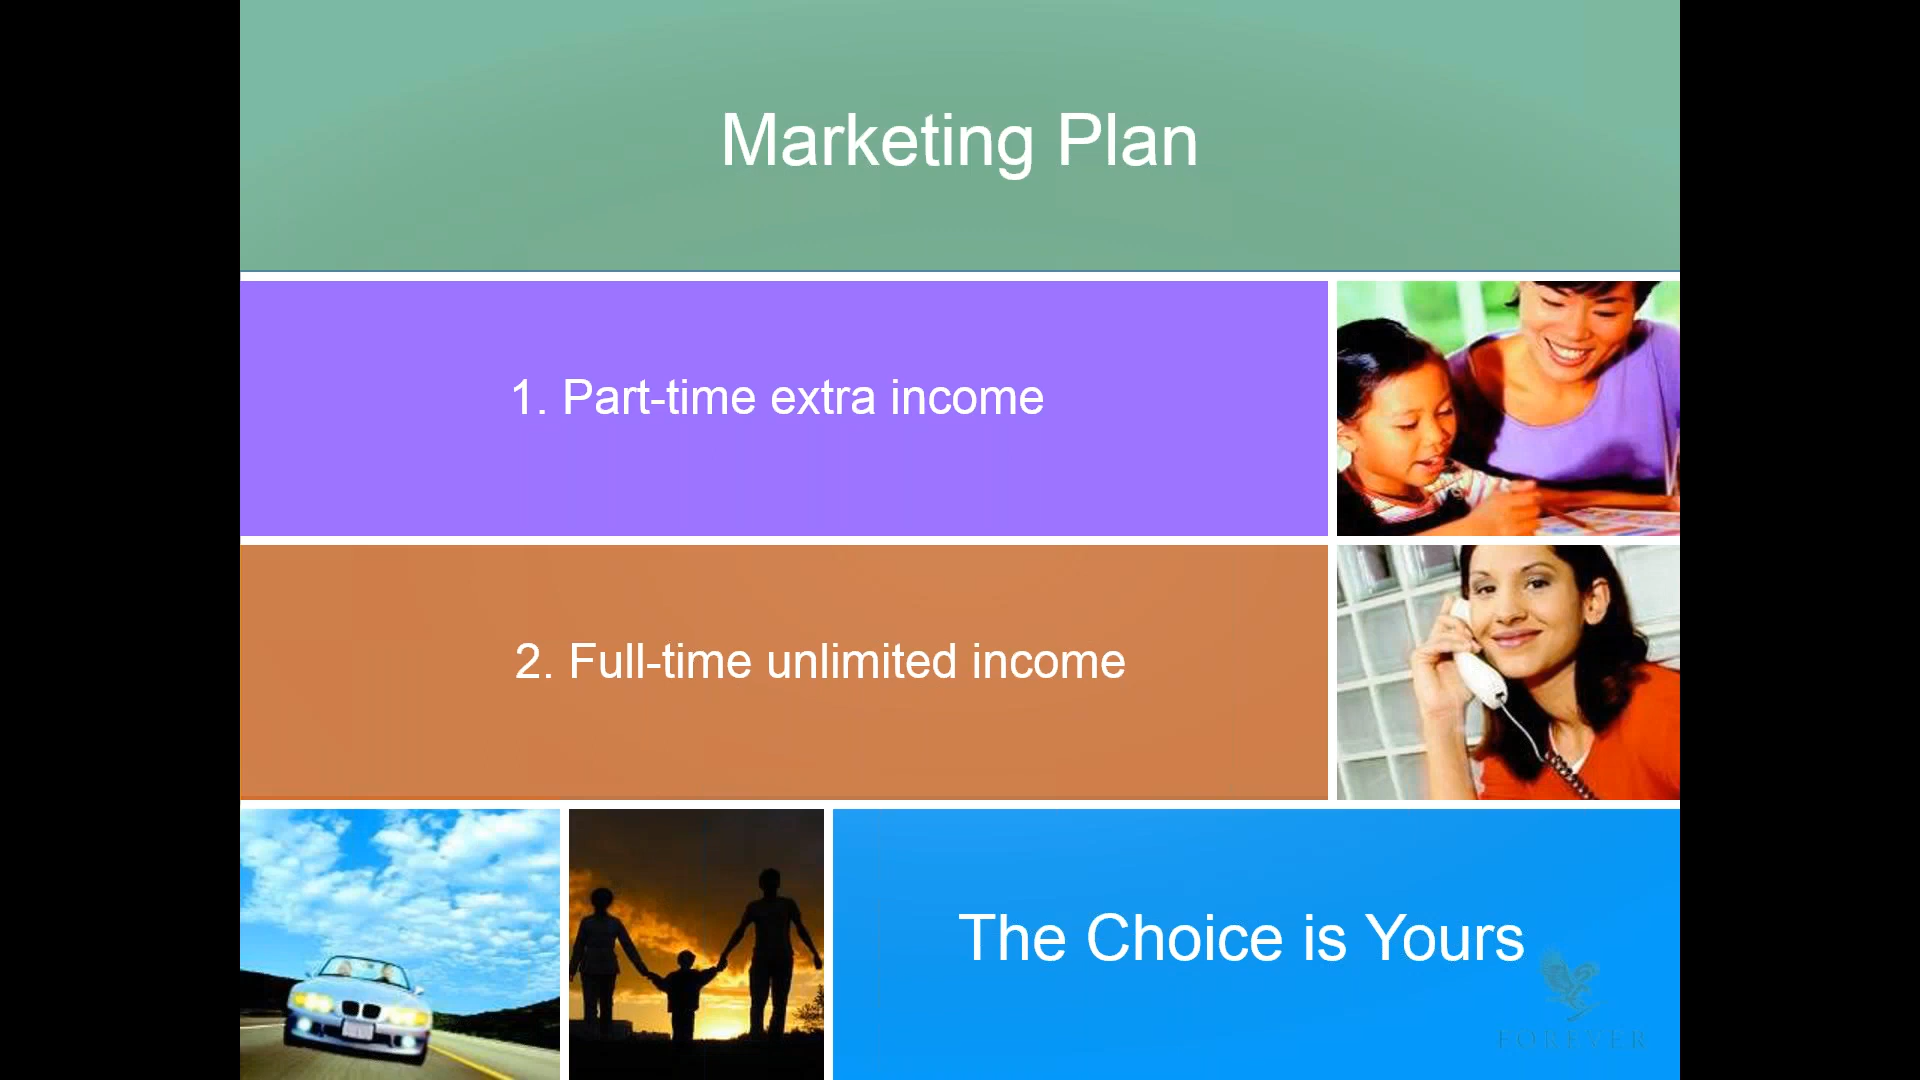 Marketing Plan
1. Part-time extra income
2. Full-time unlimited income
The Choice is Yours
FOREVER